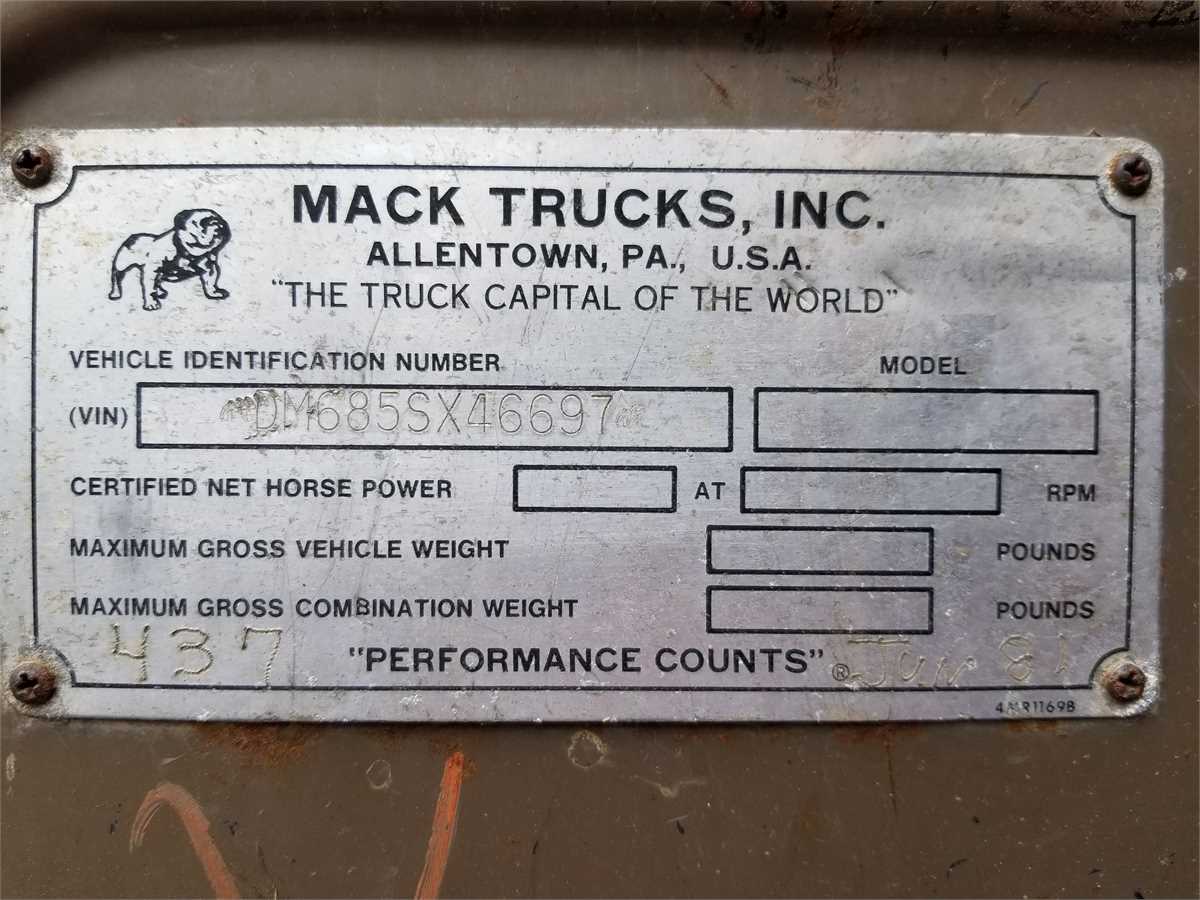 MACK TRUCKS, INC.
ALLENTOWN, PA., U.S.A.
"THE TRUCK CAPITAL OF THE WORLD"
VEHICLE IDENTIFICATION NUMBER MODEL
(VIN) DM685SX46697
CERTIFIED NET HORSE POWER AT RPM
MAXIMUM GROSS VEHICLE WEIGHT POUNDS
MAXIMUM GROSS COMBINATION WEIGHT POUNDS
437 "PERFORMANCE COUNTS"® 81
4MR1169B